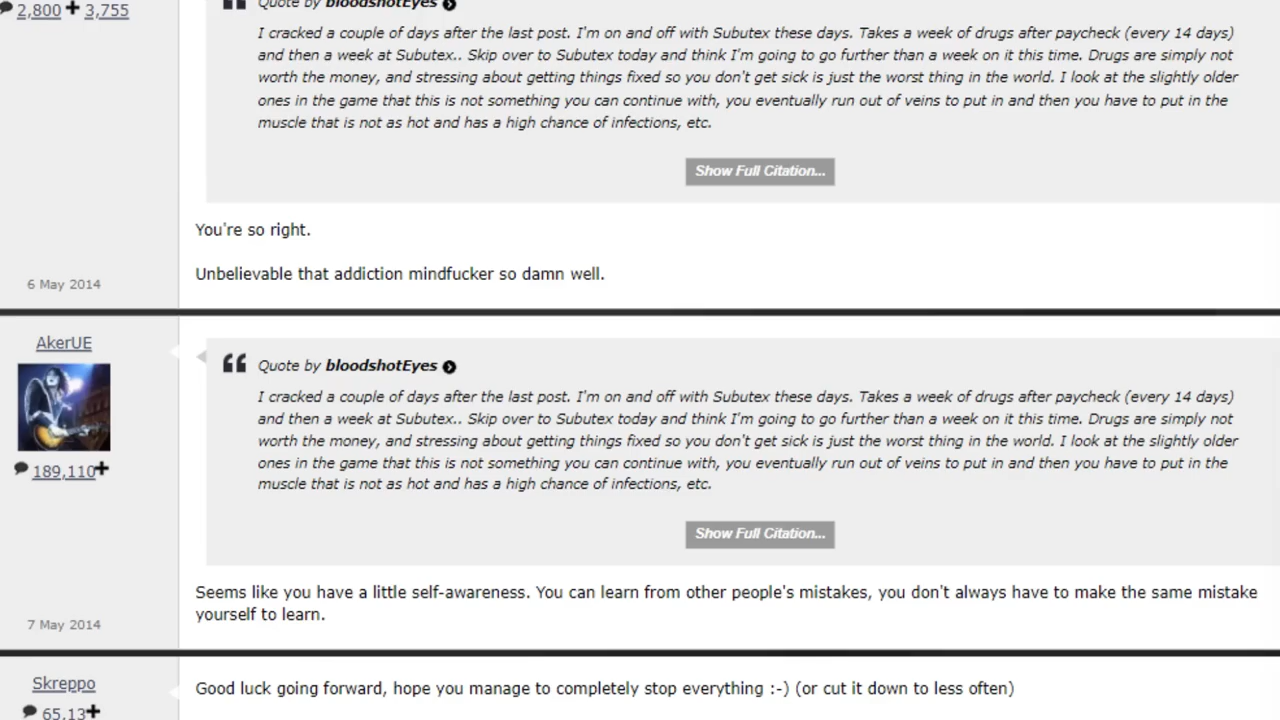 2,800 3,755
Quote by bloodshotEyes
I cracked a couple of days after the last post. I'm on and off with Subutex these days. Takes a week of drugs after paycheck (every 14 days)
and then a week at Subutex.. Skip over to Subutex today and think I'm going to go further than a week on it this time. Drugs are simply not
worth the money, and stressing about getting things fixed so you don't get sick is just the worst thing in the world. I look at the slightly older
ones in the game that this is not something you can continue with, you eventually run out of veins to put in and then you have to put in the
muscle that is not as hot and has a high chance of infections, etc.
Show Full Citation...
You're so right.
Unbelievable that addiction mindfucker so damn well.
6 May 2014
AkerUE
189,110
Quote by bloodshotEyes
I cracked a couple of days after the last post. I'm on and off with Subutex these days. Takes a week of drugs after paycheck (every 14 days)
and then a week at Subutex.. Skip over to Subutex today and think I'm going to go further than a week on it this time. Drugs are simply not
worth the money, and stressing about getting things fixed so you don't get sick is just the worst thing in the world. I look at the slightly older
ones in the game that this is not something you can continue with, you eventually run out of veins to put in and then you have to put in the
muscle that is not as hot and has a high chance of infections, etc.
Show Full Citation...
Seems like you have a little self-awareness. You can learn from other people's mistakes, you don't always have to make the same mistake
yourself to learn.
7 May 2014
Skreppo
65,13
Good luck going forward, hope you manage to completely stop everything :-) (or cut it down to less often)